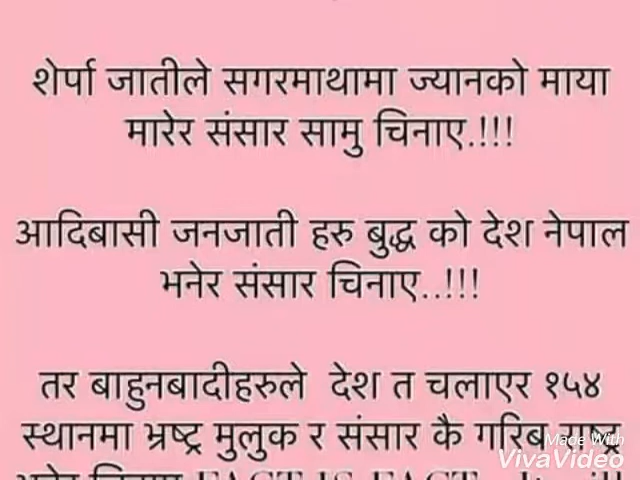 शेर्पा जातीले सगरमाथामा ज्यानको माया
मारेर संसार सामु चिनाए.!!!
आदिबासी जनजाती हरु बुद्ध को देश नेपाल
भनेर संसार चिनाए..!!!
तर बाहुनबादीहरुले देश त चलाएर १५४
स्थानमा भ्रष्ट्र मुलुक र संसार कै गरिब राष्ट्र
Made With
VivaVideo